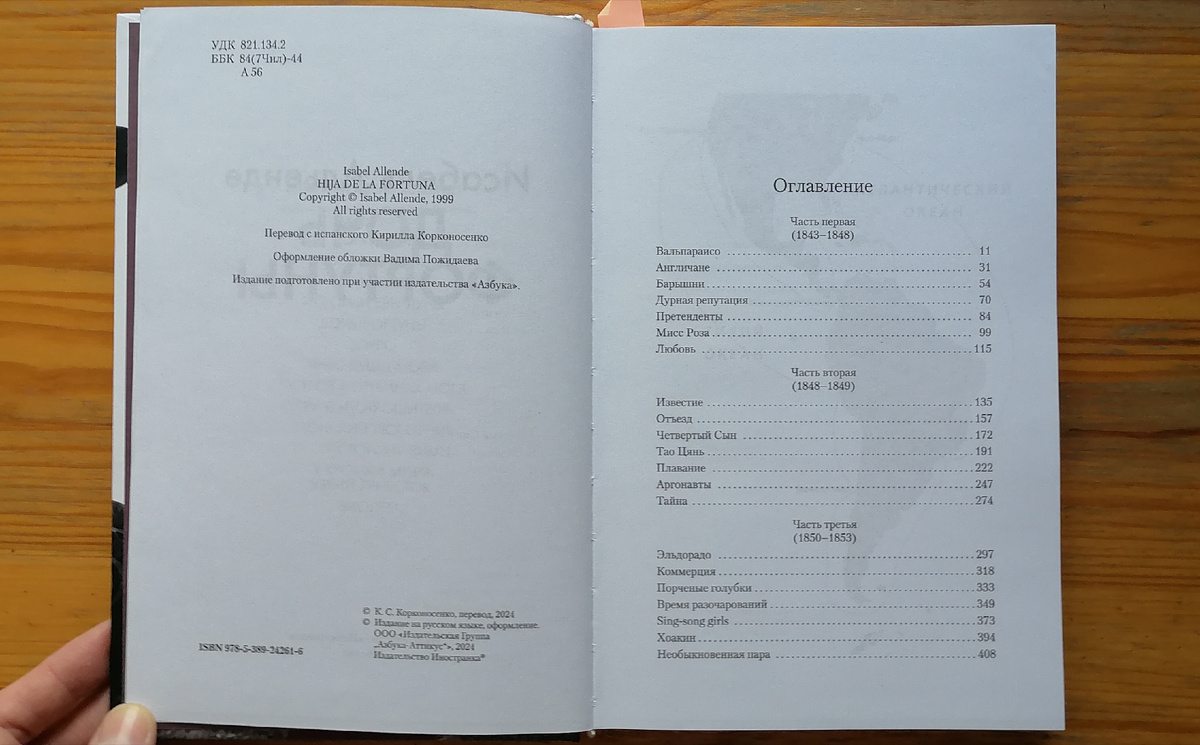 УДК 821.134.2
ББК 84(7Чил)-44
А 56
Isabel Allende
HIJA DE LA FORTUNA
Copyright © Isabel Allende, 1999
All rights reserved
Перевод с испанского Кирилла Корконосенко
Оформление обложки Вадима Пожидаева
Издание подготовлено при участии издательства «Азбука».
© К. С. Корконосенко, перевод, 2024
© Издание на русском языке, оформление.
ООО «Издательская Группа
„Азбука-Аттикус“», 2024
Издательство Иностранка®
ISBN 978-5-389-24261-6
Оглавление
Часть первая
(1843–1848)
Вальпараисо 11
Англичане 31
Барышни 54
Дурная репутация 70
Претенденты 84
Мисс Роза 99
Любовь 115
Часть вторая
(1848–1849)
Известие 135
Отъезд 157
Четвертый Сын 172
Тао Цянь 191
Плавание 222
Аргонавты 247
Тайна 274
Часть третья
(1850–1853)
Эльдорадо 297
Коммерция 318
Порченые голубки 333
Время разочарований 349
Sing-song girls 373
Хоакин 394
Необыкновенная пара 408